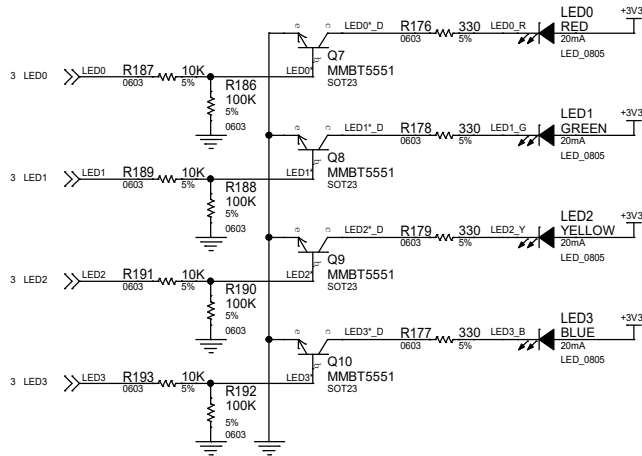 LED0*_D R176 330 LED0_R LED0 +3V3
e c 0603 5% RED
b 20mA
Q7 LED_0805
3 LED0 LED0 R187 10K LED0* MMBT5551
0603 5% R186 SOT23
100K
5%
0603
LED1*_D R178 330 LED1_G LED1 +3V3
e c 0603 5% GREEN
b 20mA
Q8 LED_0805
3 LED1 LED1 R189 10K LED1* MMBT5551
0603 5% R188 SOT23
100K
5%
0603
LED2*_D R179 330 LED2_Y LED2 +3V3
e c 0603 5% YELLOW
b 20mA
Q9 LED_0805
3 LED2 LED2 R191 10K LED2* MMBT5551
0603 5% R190 SOT23
100K
5%
0603
LED3*_D R177 330 LED3_B LED3 +3V3
e c 0603 5% BLUE
b 20mA
Q10 LED_0805
3 LED3 LED3 R193 10K LED3* MMBT5551
0603 5% R192 SOT23
100K
5%
0603